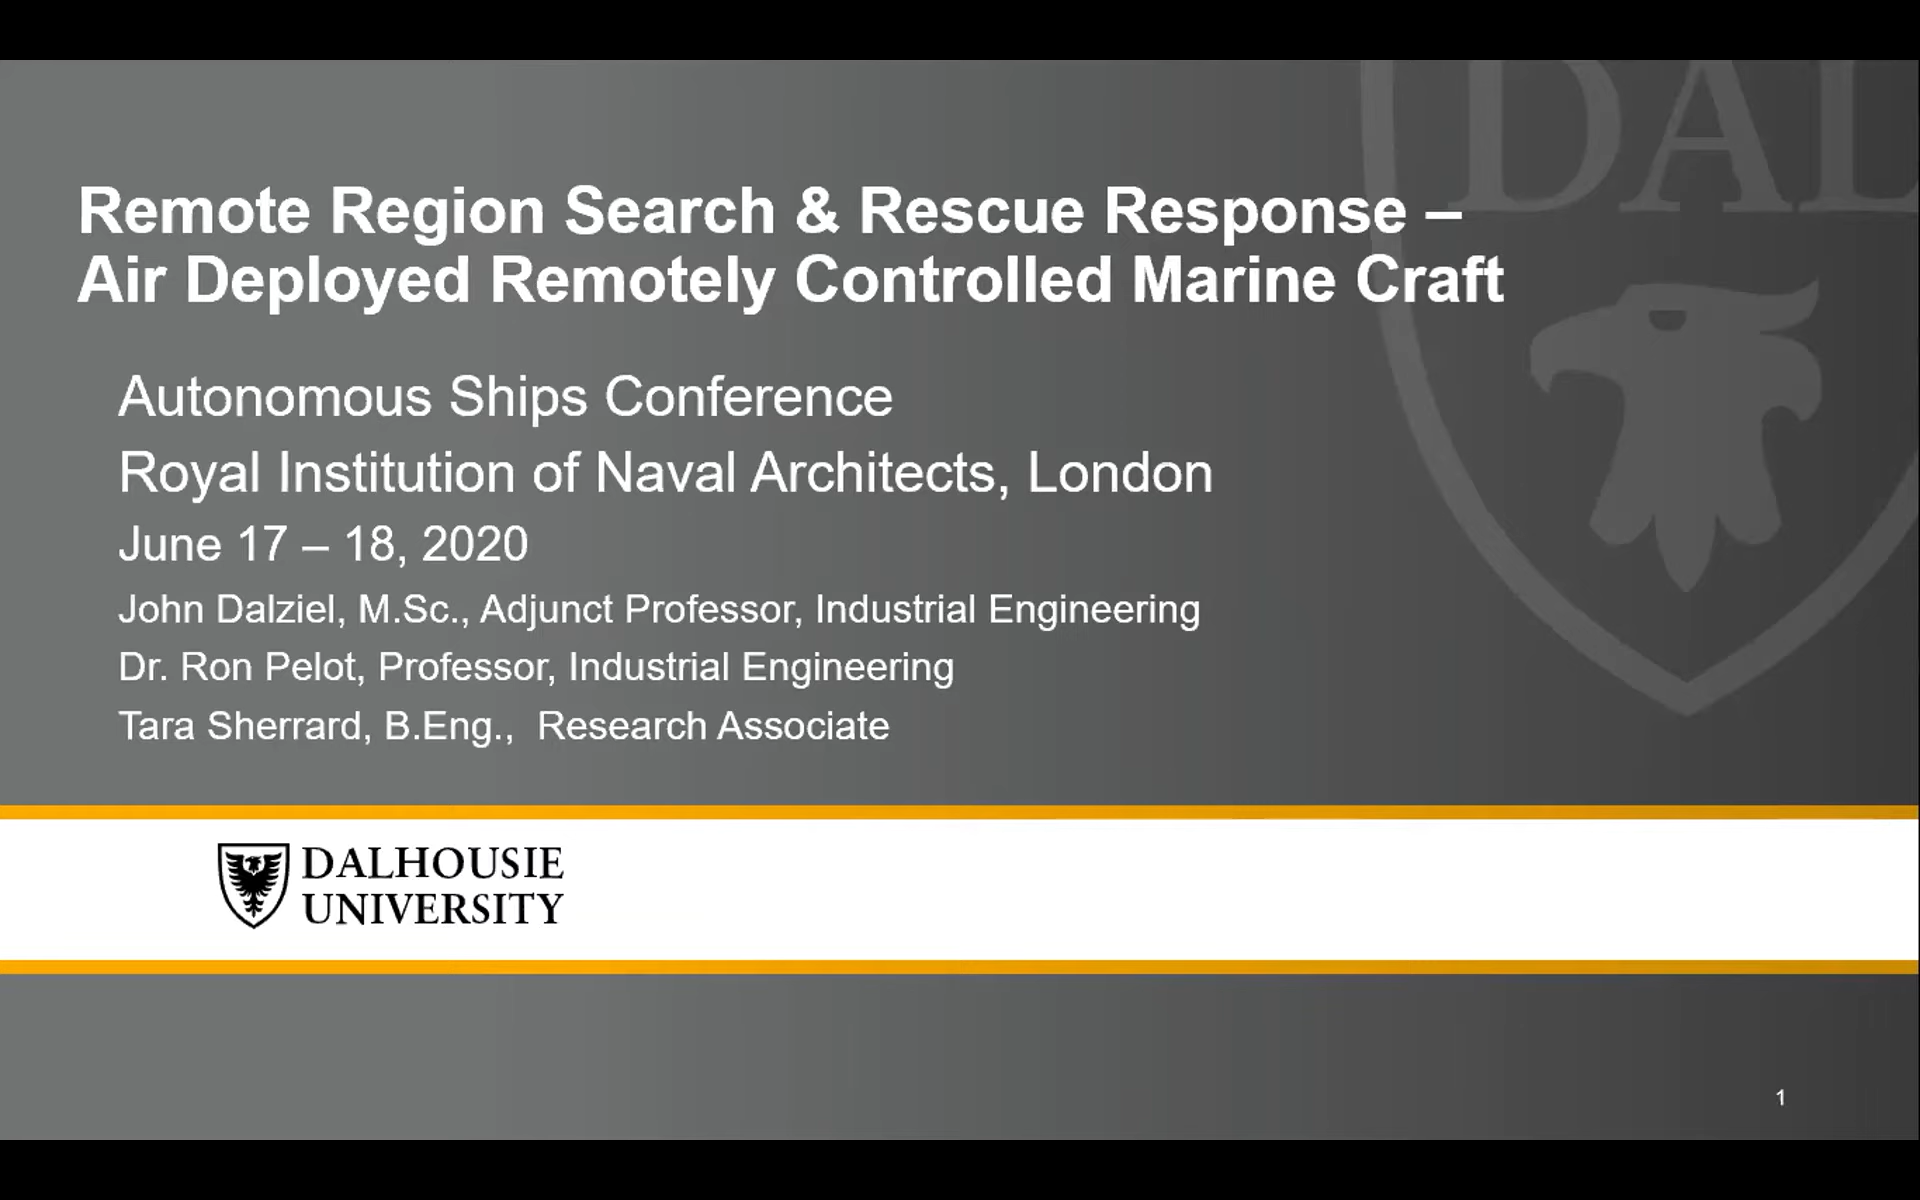 Remote Region Search & Rescue Response –
Air Deployed Remotely Controlled Marine Craft
Autonomous Ships Conference
Royal Institution of Naval Architects, London
June 17 – 18, 2020
John Dalziel, M.Sc., Adjunct Professor, Industrial Engineering
Dr. Ron Pelot, Professor, Industrial Engineering
Tara Sherrard, B.Eng.,  Research Associate
DALHOUSIE
UNIVERSITY
1
DAL